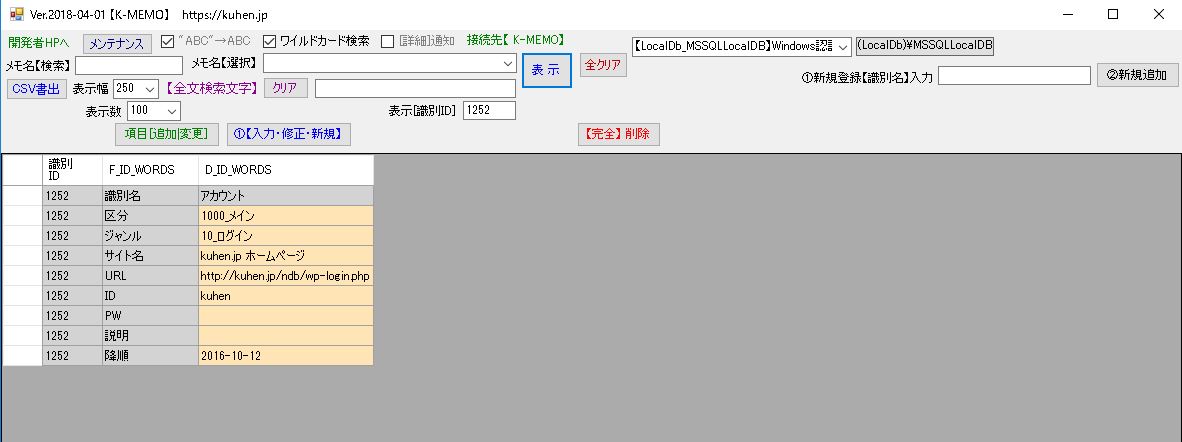 Ver.2018-04-01 【K-MEMO】 https://kuhen.jp
開発者HPへ メンテナンス "ABC"→ABC ワイルドカード検索 [詳細]通知 接続先【 K-MEMO】
【LocalDb_MSSQLLocalDB】Windows認証 (LocalDb)¥MSSQLLocalDB
メモ名【検索】 メモ名【選択】 表 示 全クリア
①新規登録【識別名】入力 ②新規追加
CSV書出 表示幅 250 【全文検索文字】 クリア
表示数 100 表示[識別ID] 1252
項目[追加|変更] ①【入力・修正・新規】 【完全】 削除
識別ID F_ID_WORDS D_ID_WORDS
1252 識別名 アカウント
1252 区分 1000_メイン
1252 ジャンル 10_ログイン
1252 サイト名 kuhen.jp ホームページ
1252 URL http://kuhen.jp/ndb/wp-login.php
1252 ID kuhen
1252 PW
1252 説明
1252 降順 2016-10-12